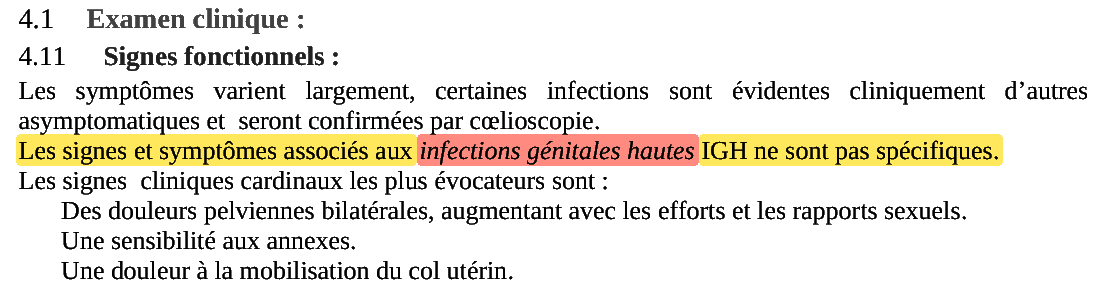 4.1 Examen clinique :
4.11 Signes fonctionnels :
Les symptômes varient largement, certaines infections sont évidentes cliniquement d’autres
asymptomatiques et seront confirmées par cœlioscopie.
Les signes et symptômes associés aux infections génitales hautes IGH ne sont pas spécifiques.
Les signes cliniques cardinaux les plus évocateurs sont :
Des douleurs pelviennes bilatérales, augmentant avec les efforts et les rapports sexuels.
Une sensibilité aux annexes.
Une douleur à la mobilisation du col utérin.